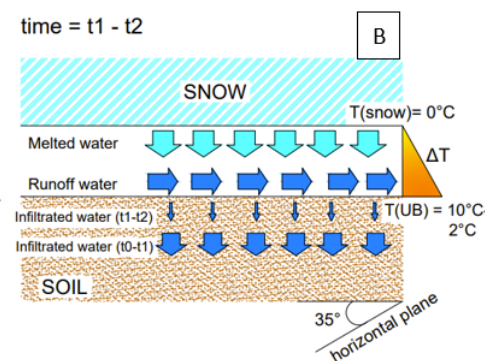 time = t1 - t2
B
SNOW
T(snow)= 0°C
Melted water
ΔT
Runoff water
T(UB) = 10°C-
2°C
Infiltrated water (t1-t2)
Infiltrated water (t0-t1)
SOIL
35°
horizontal plane